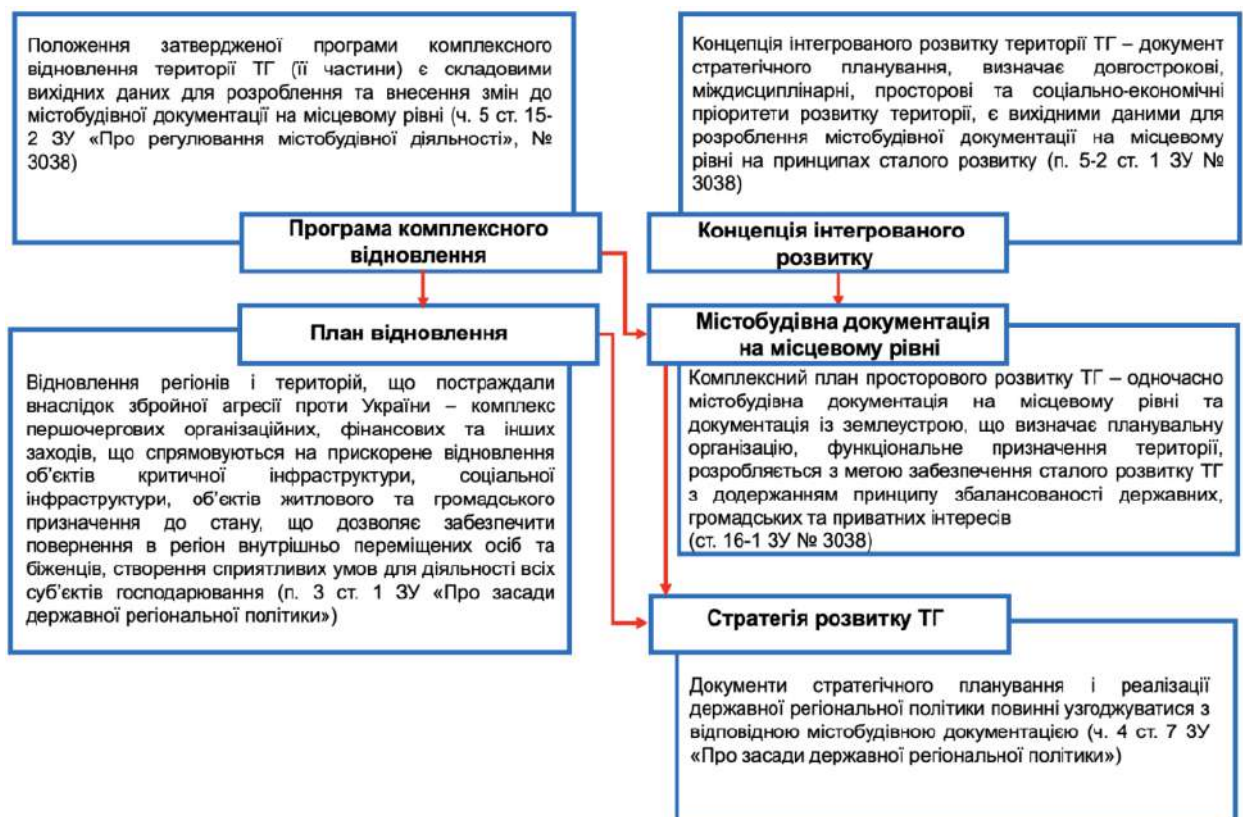 Положення затвердженої програми комплексного
відновлення території ТГ (її частини) є складовими
вихідних даних для розроблення та внесення змін до
містобудівної документації на місцевому рівні (ч. 5 ст. 15-
2 ЗУ «Про регулювання містобудівної діяльності», №
3038)
Програма комплексного
відновлення
Концепція інтегрованого розвитку території ТГ – документ
стратегічного планування, визначає довгострокові,
міждисциплінарні, просторові та соціально-економічні
пріоритети розвитку території, є вихідними даними для
розроблення містобудівної документації на місцевому
рівні на принципах сталого розвитку (п. 5-2 ст. 1 ЗУ №
3038)
Концепція інтегрованого
розвитку
План відновлення
Відновлення регіонів і територій, що постраждали
внаслідок збройної агресії проти України – комплекс
першочергових організаційних, фінансових та інших
заходів, що спрямовуються на прискорене відновлення
об’єктів критичної інфраструктури, соціальної
інфраструктури, об’єктів житлового та громадського
призначення до стану, що дозволяє забезпечити
повернення в регіон внутрішньо переміщених осіб та
біженців, створення сприятливих умов для діяльності всіх
суб’єктів господарювання (п. 3 ст. 1 ЗУ «Про засади
державної регіональної політики»)
Містобудівна документація
на місцевому рівні
Комплексний план просторового розвитку ТГ – одночасно
містобудівна документація на місцевому рівні та
документація із землеустрою, що визначає планувальну
організацію, функціональне призначення території,
розробляється з метою забезпечення сталого розвитку ТГ
з додержанням принципу збалансованості державних,
громадських та приватних інтересів
(ст. 16-1 ЗУ № 3038)
Стратегія розвитку ТГ
Документи стратегічного планування і реалізації
державної регіональної політики повинні узгоджуватися з
відповідною містобудівною документацією (ч. 4 ст. 7 ЗУ
«Про засади державної регіональної політики»)